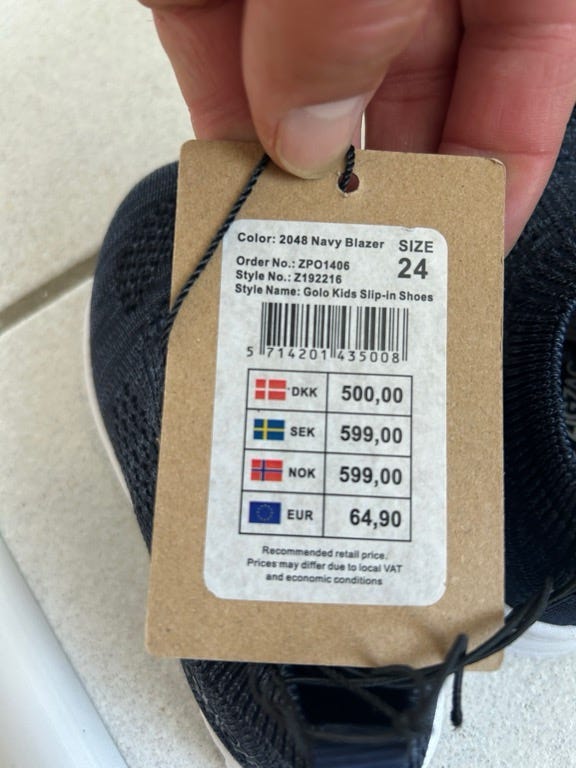 Color: 2048 Navy Blazer
SIZE
24
Order No.: ZPO1406
Style No.: Z192216
Style Name: Golo Kids Slip-in Shoes
5 714201 435008
DKK 500,00
SEK 599,00
NOK 599,00
EUR 64,90
Recommended retail price.
Prices may differ due to local VAT
and economic conditions